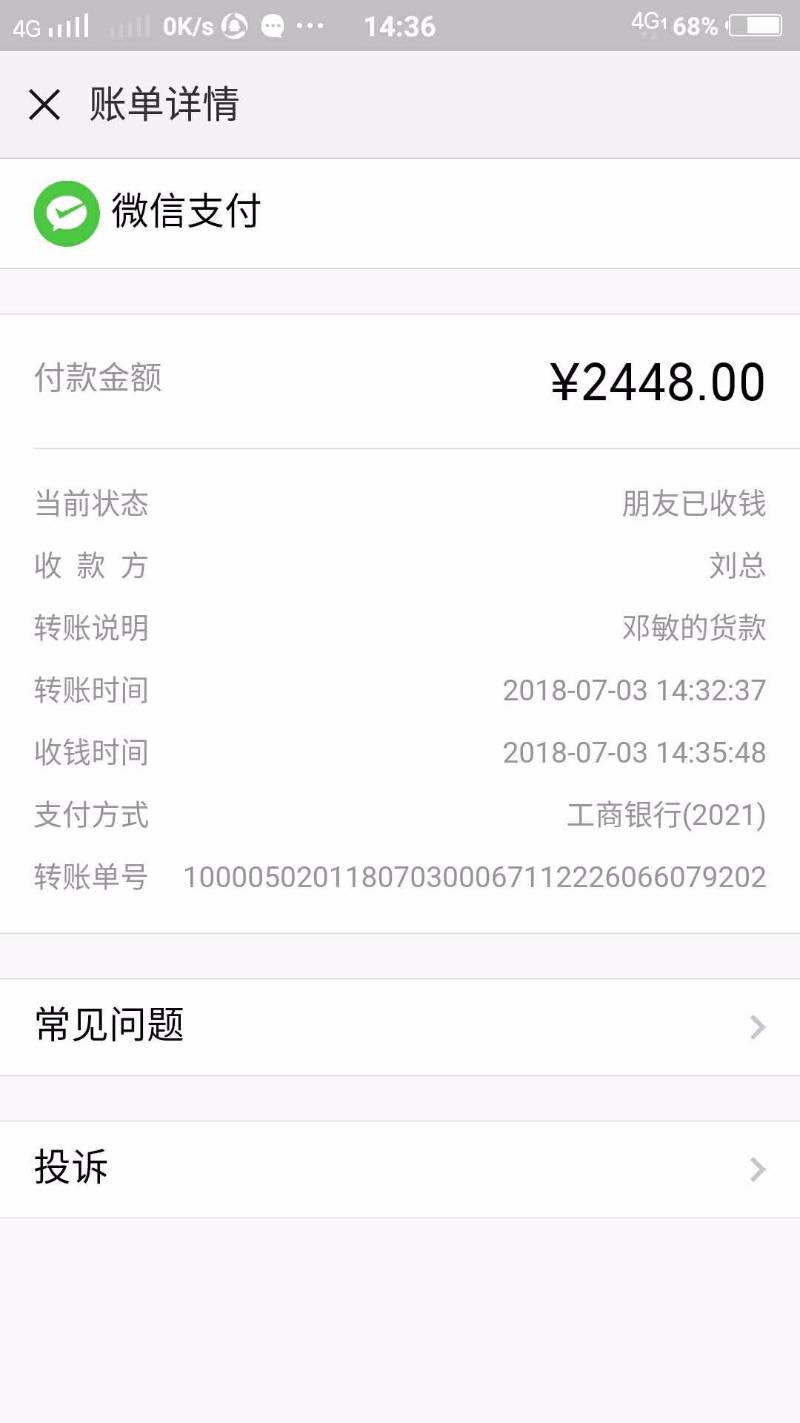 4G 0K/s 14:36 4G1 68%
账单详情
微信支付
付款金额 ¥2448.00
当前状态 朋友已收钱
收款方 刘总
转账说明 邓敏的货款
转账时间 2018-07-03 14:32:37
收钱时间 2018-07-03 14:35:48
支付方式 工商银行(2021)
转账单号 1000050201180703000671122260660​79202
常见问题
投诉